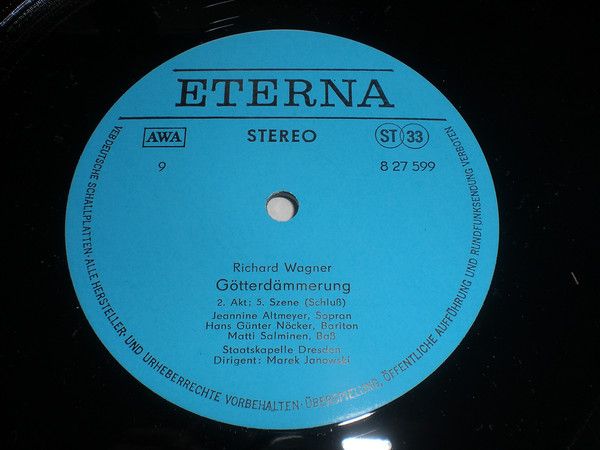 ETERNA
AWA STEREO ST 33
9 8 27 599
Richard Wagner
Götterdämmerung
2. Akt; 5. Szene (Schluß)
Jeannine Altmeyer, Sopran
Hans Günter Nöcker, Bariton
Matti Salminen, Baß
Staatskapelle Dresden
Dirigent: Marek Janowski
VEB DEUTSCHE SCHALLPLATTEN · ALLE HERSTELLER- UND URHEBERRECHTE VORBEHALTEN · ÜBERSPIELUNG, ÖFFENTLICHE AUFFÜHRUNG UND RUNDFUNKSENDUNG VERBOTEN